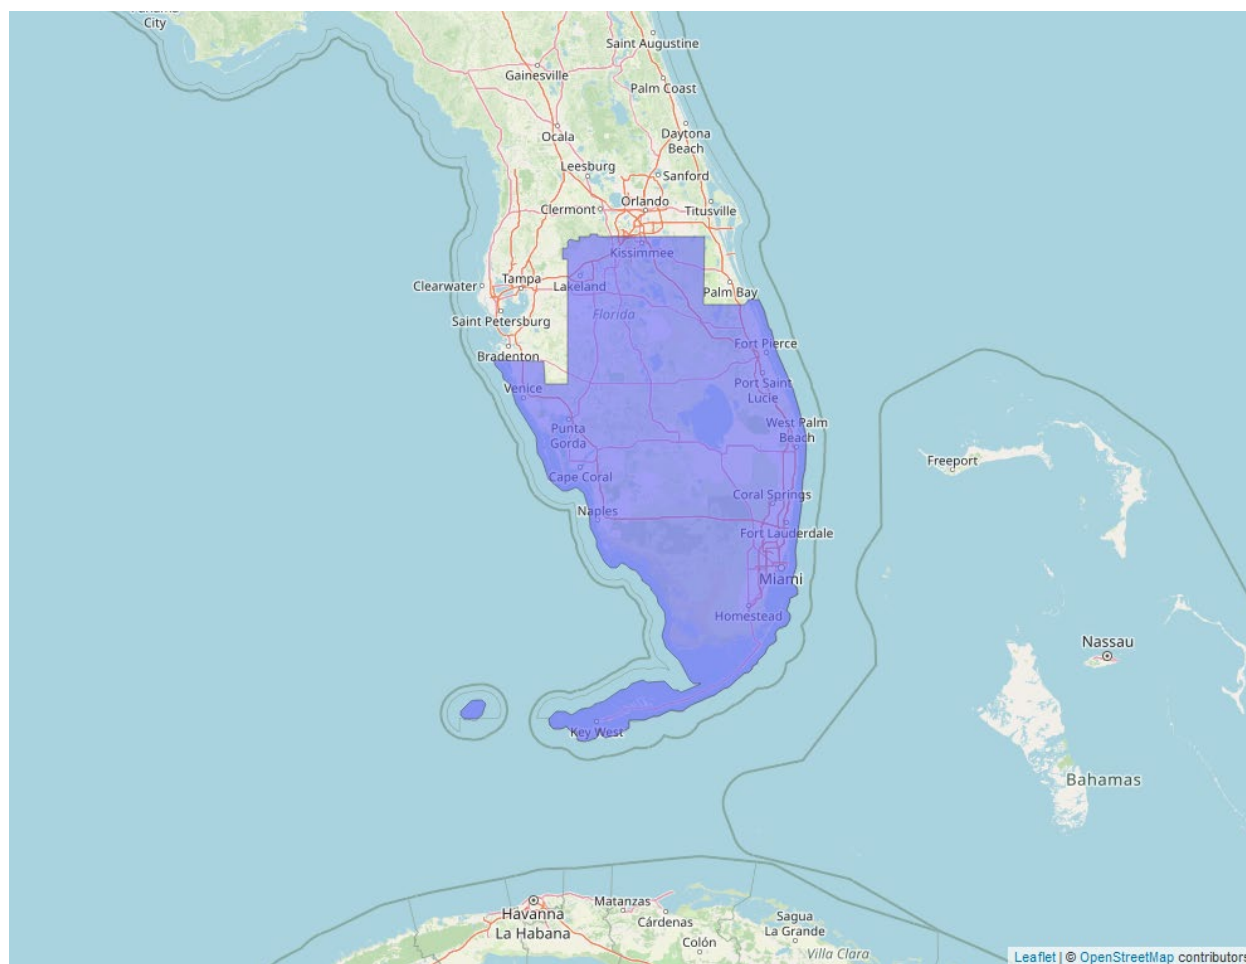 Panama
City
Saint Augustine
Gainesville
Palm Coast
Ocala
Daytona
Beach
Leesburg
Sanford
Orlando
Clermont
Titusville
Kissimmee
Tampa
Clearwater
Lakeland
Palm Bay
Florida
Saint Petersburg
Fort Pierce
Bradenton
Port Saint
Lucie
Venice
West Palm
Beach
Punta
Gorda
Freeport
Cape Coral
Coral Springs
Naples
Fort Lauderdale
Miami
Homestead
Nassau
Key West
Bahamas
Havanna
La Habana
Matanzas
Cárdenas
Sagua
La Grande
Colón
Villa Clara
Leaflet | © OpenStreetMap contributors